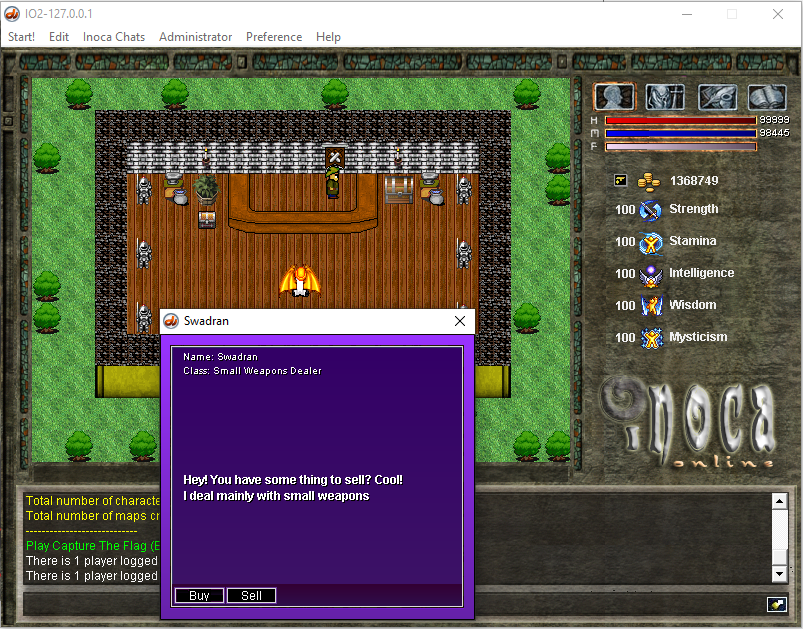 IO2-127.0.0.1
Start! Edit Inoca Chats Administrator Preference Help
H 99999
M 98445
F
1368749
100 Strength
100 Stamina
100 Intelligence
100 Wisdom
100 Mysticism
inoca
online
Swadran
Name: Swadran
Class: Small Weapons Dealer
Hey! You have some thing to sell? Cool!
I deal mainly with small weapons
Buy Sell
Total number of characte
Total number of maps cr
----------------------------
Play Capture The Flag (E
There is 1 player logged
There is 1 player logged